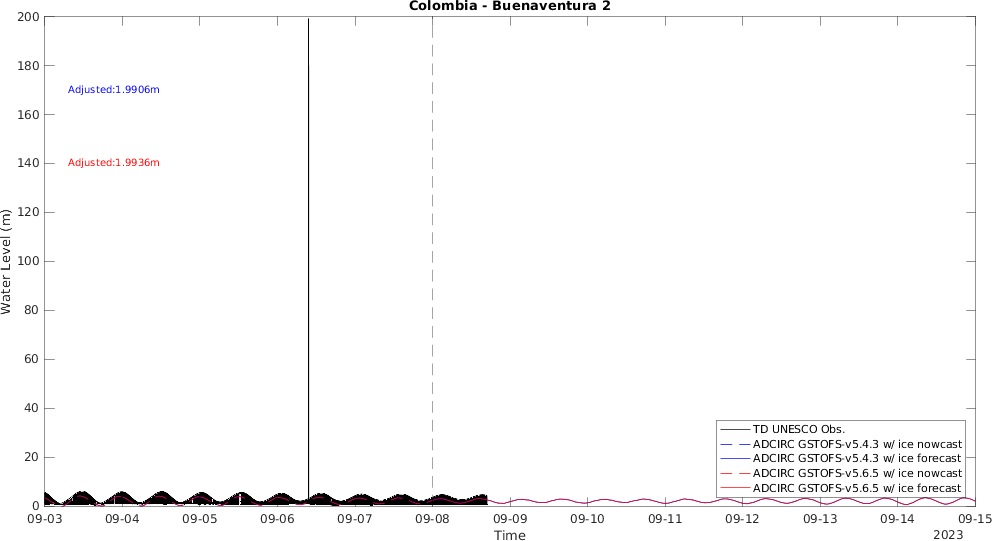 Colombia - Buenaventura 2
200
180
160
140
120
100
80
60
40
20
0
Water Level (m)
Adjusted:1.9906m
Adjusted:1.9936m
TD UNESCO Obs.
ADCIRC GSTOFS-v5.4.3 w/ ice nowcast
ADCIRC GSTOFS-v5.4.3 w/ ice forecast
ADCIRC GSTOFS-v5.6.5 w/ ice nowcast
ADCIRC GSTOFS-v5.6.5 w/ ice forecast
09-03 09-04 09-05 09-06 09-07 09-08 09-09 09-10 09-11 09-12 09-13 09-14 09-15
Time
2023